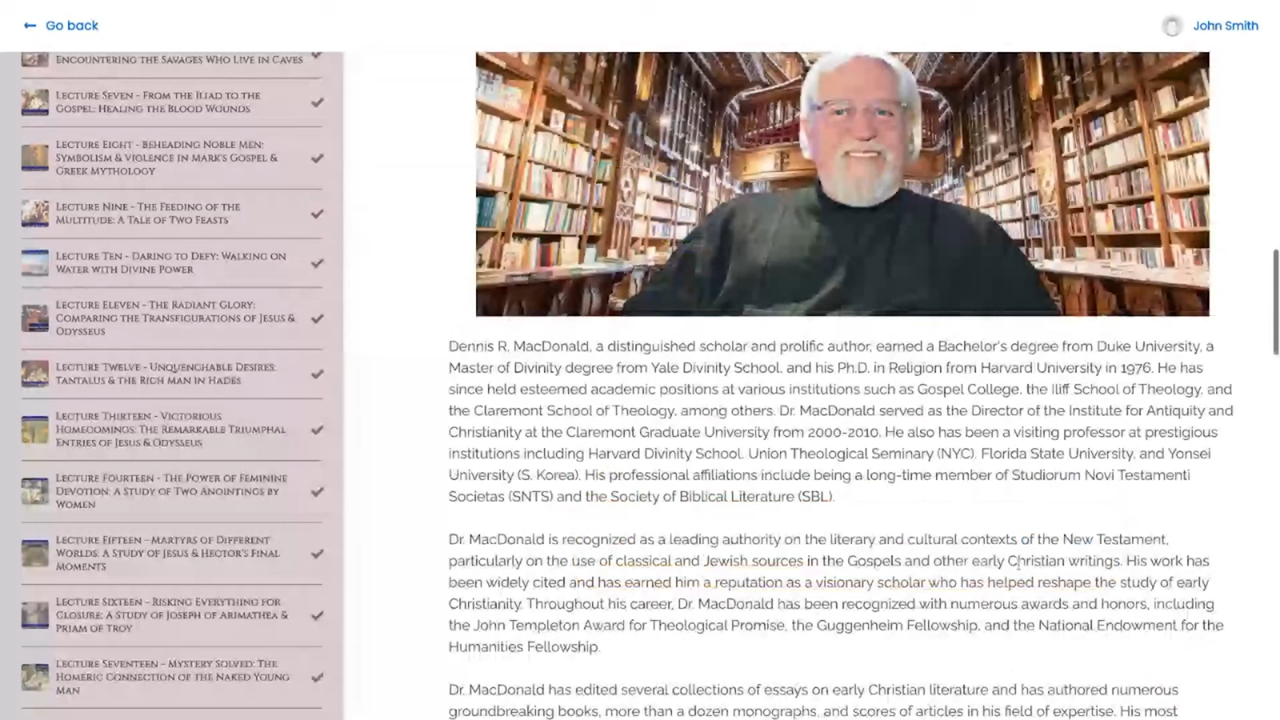 Go back
John Smith
Encountering the Savages Who Live in Caves
Lecture Seven - From the Iliad to the
Gospel: Healing the Blood Wounds
Lecture Eight - Beheading Noble Men:
Symbolism & Violence in Mark's Gospel &
Greek Mythology
Lecture Nine - The Feeding of the
Multitude: A Tale of Two Feasts
Lecture Ten - Daring to Defy: Walking on
Water with Divine Power
Lecture Eleven - The Radiant Glory:
Comparing the Transfigurations of Jesus &
Odysseus
Lecture Twelve - Unquenchable Desires:
Tantalus & the Rich Man in Hades
Lecture Thirteen - Victorious
Homecomings: The Remarkable Triumphal
Entries of Jesus & Odysseus
Lecture Fourteen - The Power of Feminine
Devotion: A Study of Two Anointings by
Women
Lecture Fifteen - Martyrs of Different
Worlds: A Study of Jesus & Hector's Final
Moments
Lecture Sixteen - Risking Everything for
Closure: A Study of Joseph of Arimathea &
Priam of Troy
Lecture Seventeen - Mystery Solved: The
Homeric Connection of the Naked Young
Man
Dennis R. MacDonald, a distinguished scholar and prolific author, earned a Bachelor's degree from Duke University, a
Master of Divinity degree from Yale Divinity School, and his Ph.D. in Religion from Harvard University in 1976. He has
since held esteemed academic positions at various institutions such as Gospel College, the Iliff School of Theology, and
the Claremont School of Theology, among others. Dr. MacDonald served as the Director of the Institute for Antiquity and
Christianity at the Claremont Graduate University from 2000-2010. He also has been a visiting professor at prestigious
institutions including Harvard Divinity School, Union Theological Seminary (NYC), Florida State University, and Yonsei
University (S. Korea). His professional affiliations include being a long-time member of Studiorum Novi Testamenti
Societas (SNTS) and the Society of Biblical Literature (SBL).
Dr. MacDonald is recognized as a leading authority on the literary and cultural contexts of the New Testament,
particularly on the use of classical and Jewish sources in the Gospels and other early Christian writings. His work has
been widely cited and has earned him a reputation as a visionary scholar who has helped reshape the study of early
Christianity. Throughout his career, Dr. MacDonald has been recognized with numerous awards and honors, including
the John Templeton Award for Theological Promise, the Guggenheim Fellowship, and the National Endowment for the
Humanities Fellowship.
Dr. MacDonald has edited several collections of essays on early Christian literature and has authored numerous
groundbreaking books, more than a dozen monographs, and scores of articles in his field of expertise. His most